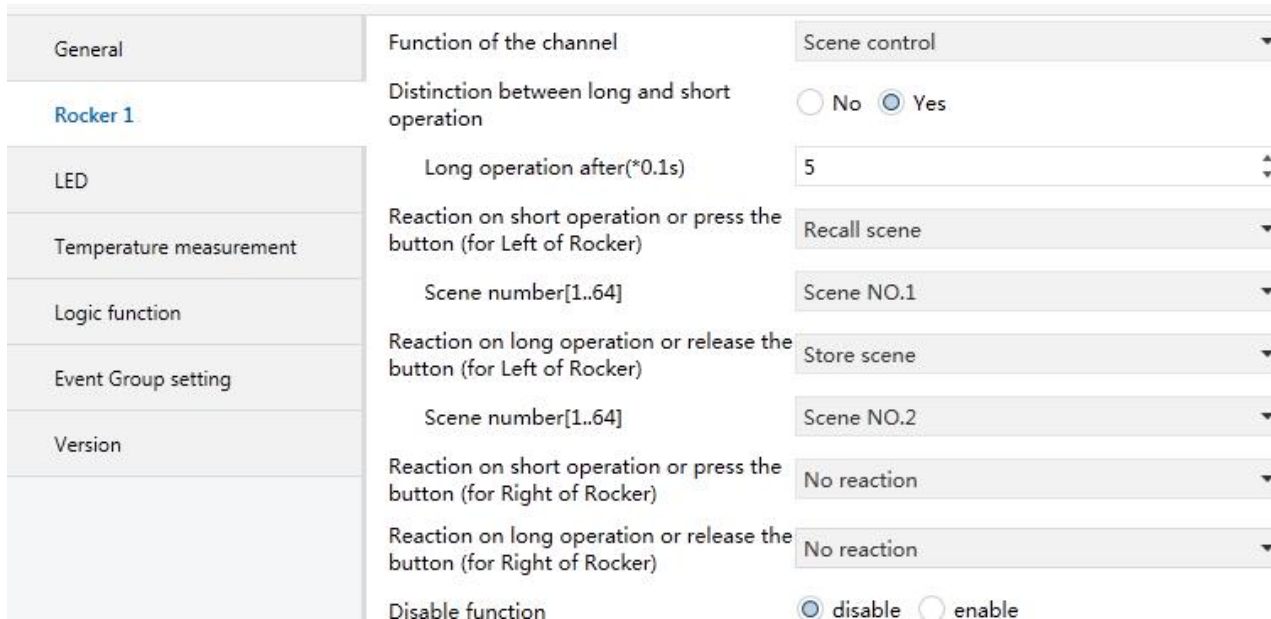 General
Rocker 1
LED
Temperature measurement
Logic function
Event Group setting
Version
Function of the channel
Scene control
Distinction between long and short
operation
No
Yes
Long operation after(*0.1s)
5
Reaction on short operation or press the
button (for Left of Rocker)
Recall scene
Scene number[1..64]
Scene NO.1
Reaction on long operation or release the
button (for Left of Rocker)
Store scene
Scene number[1..64]
Scene NO.2
Reaction on short operation or press the
button (for Right of Rocker)
No reaction
Reaction on long operation or release the
button (for Right of Rocker)
No reaction
Disable function
disable
enable